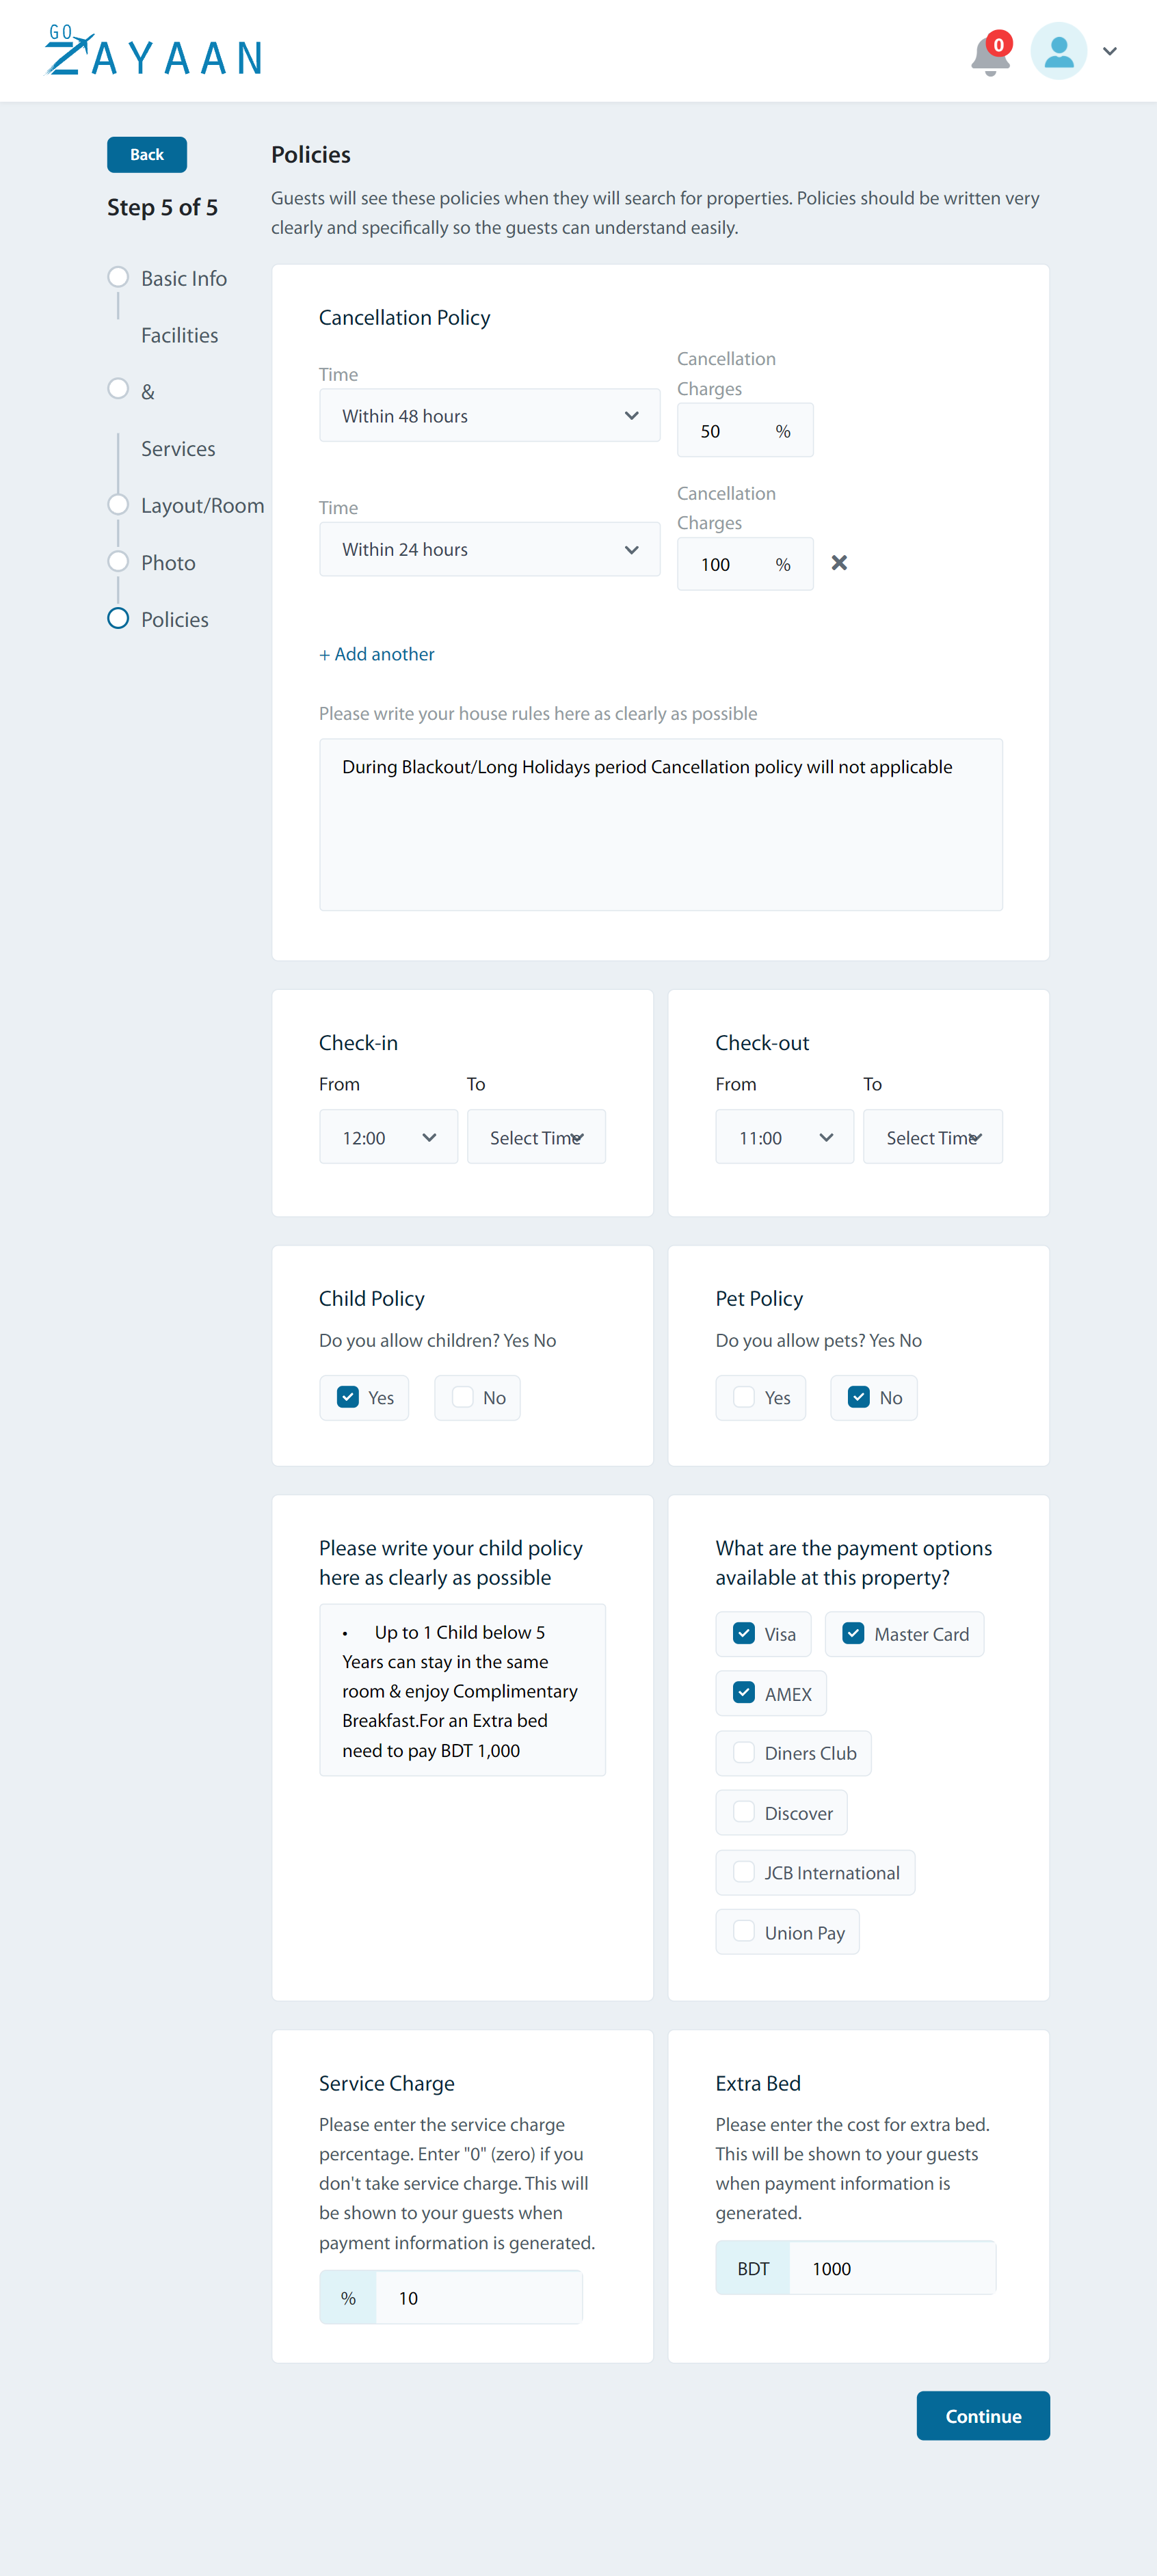 GO
ZAYAAN
0
Back
Step 5 of 5
Basic Info
Facilities
&
Services
Layout/Room
Photo
Policies
Policies
Guests will see these policies when they will search for properties. Policies should be written very
clearly and specifically so the guests can understand easily.
Cancellation Policy
Time
Within 48 hours
Cancellation
Charges
50 %
Time
Within 24 hours
Cancellation
Charges
100 %
+ Add another
Please write your house rules here as clearly as possible
During Blackout/Long Holidays period Cancellation policy will not applicable
Check-in
From To
12:00 Select Time
Check-out
From To
11:00 Select Time
Child Policy
Do you allow children? Yes No
Yes No
Pet Policy
Do you allow pets? Yes No
Yes No
Please write your child policy
here as clearly as possible
• Up to 1 Child below 5
Years can stay in the same
room & enjoy Complimentary
Breakfast.For an Extra bed
need to pay BDT 1,000
What are the payment options
available at this property?
Visa Master Card
AMEX
Diners Club
Discover
JCB International
Union Pay
Service Charge
Please enter the service charge
percentage. Enter "0" (zero) if you
don't take service charge. This will
be shown to your guests when
payment information is generated.
% 10
Extra Bed
Please enter the cost for extra bed.
This will be shown to your guests
when payment information is
generated.
BDT 1000
Continue